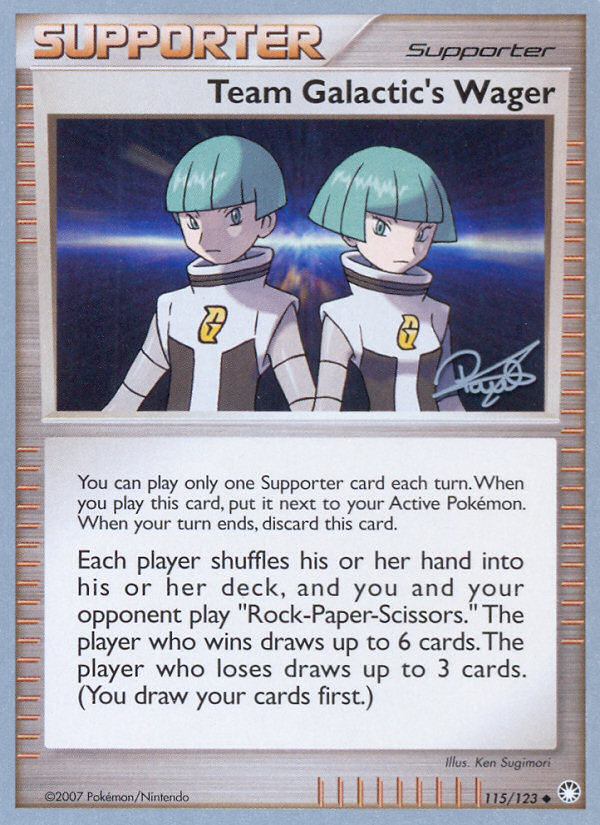 SUPPORTER
Supporter
Team Galactic's Wager
You can play only one Supporter card each turn. When
you play this card, put it next to your Active Pokémon.
When your turn ends, discard this card.
Each player shuffles his or her hand into
his or her deck, and you and your
opponent play "Rock-Paper-Scissors." The
player who wins draws up to 6 cards. The
player who loses draws up to 3 cards.
(You draw your cards first.)
Illus. Ken Sugimori
©2007 Pokémon/Nintendo
115/123